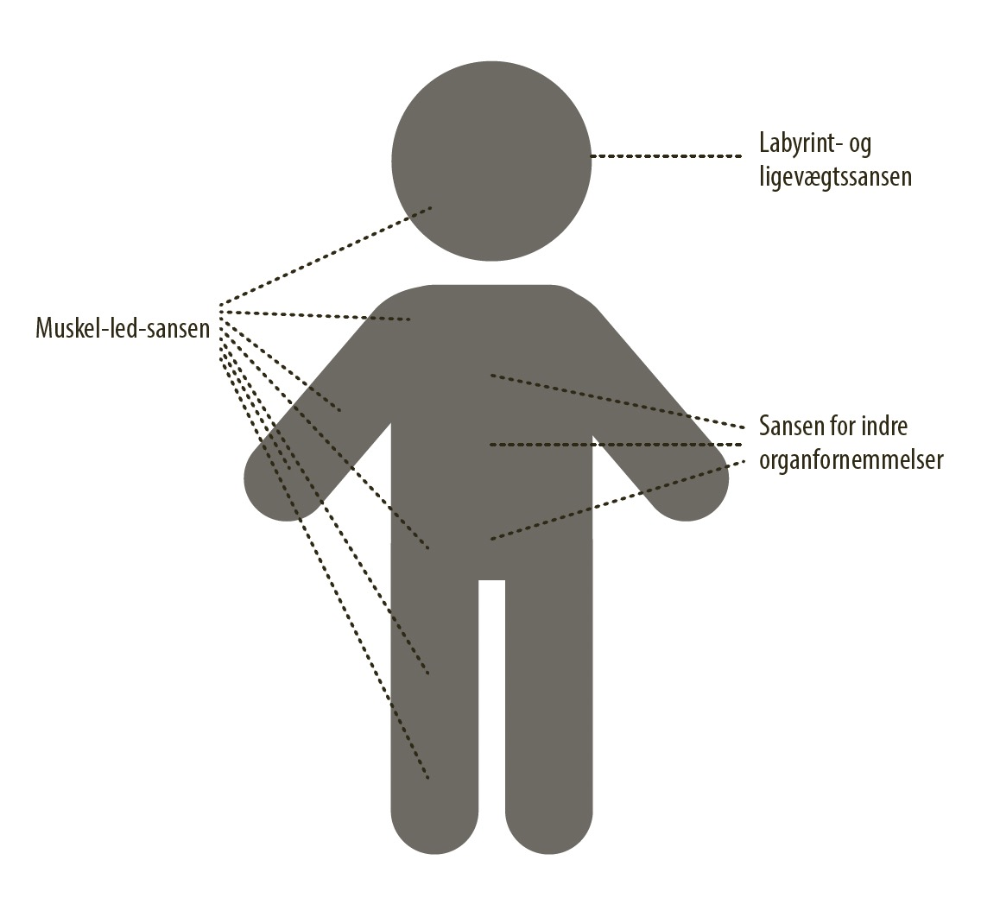 Labyrint- og
ligevægtssansen
Muskel-led-sansen
Sansen for indre
organfornemmelser